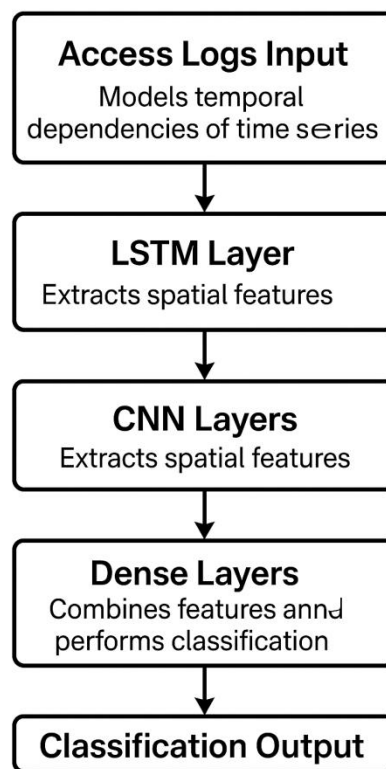 Access Logs Input
Models temporal
dependencies of time series
LSTM Layer
Extracts spatial features
CNN Layers
Extracts spatial features
Dense Layers
Combines features annd
performs classification
Classification Output